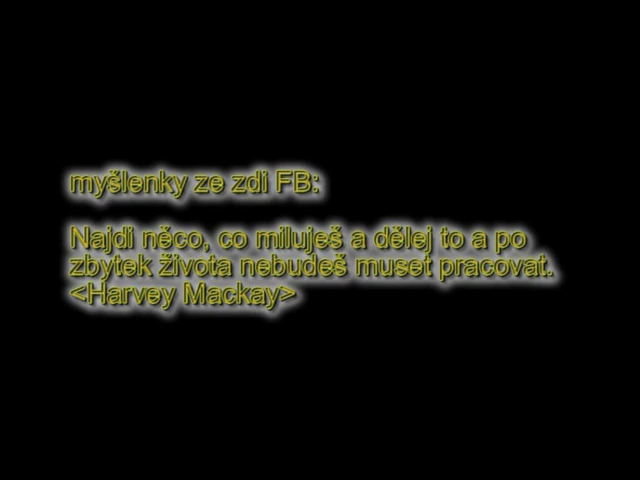 myšlenky ze zdi FB:
Najdi něco, co miluješ a dělej to a po
zbytek života nebudeš muset pracovat.
<Harvey Mackay>